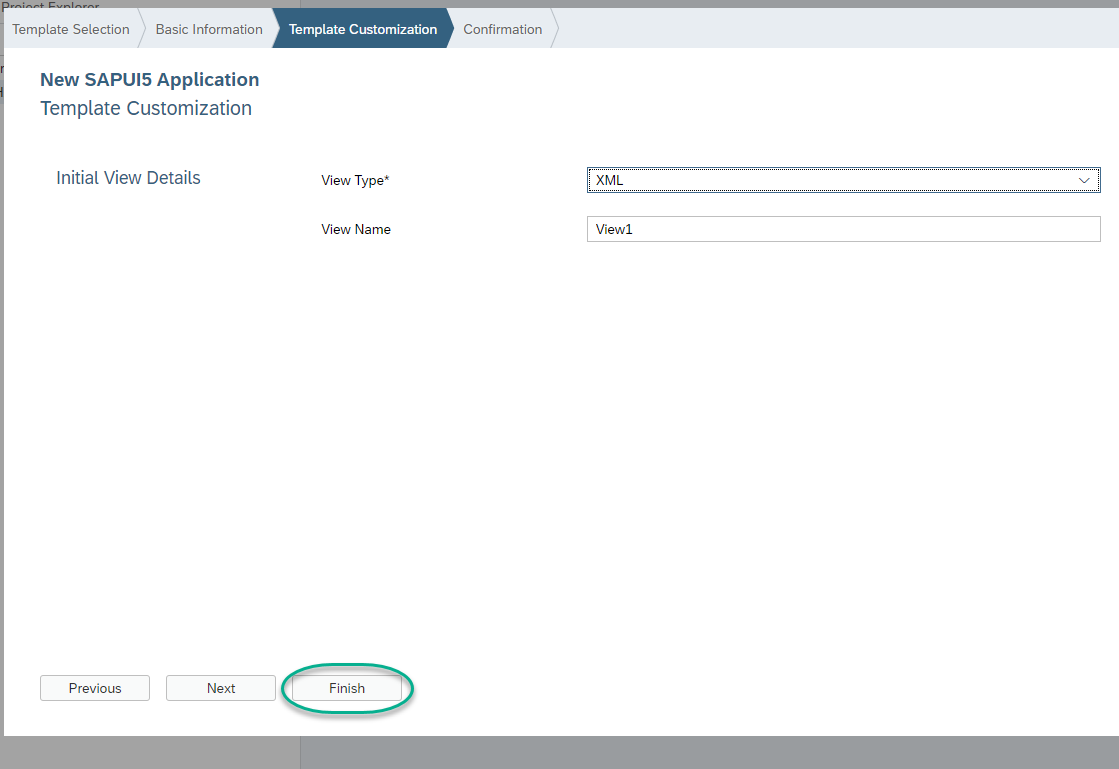 Project Explorer
Template Selection Basic Information Template Customization Confirmation
New SAPUI5 Application
Template Customization
Initial View Details View Type* XML
View Name View1
Previous Next Finish